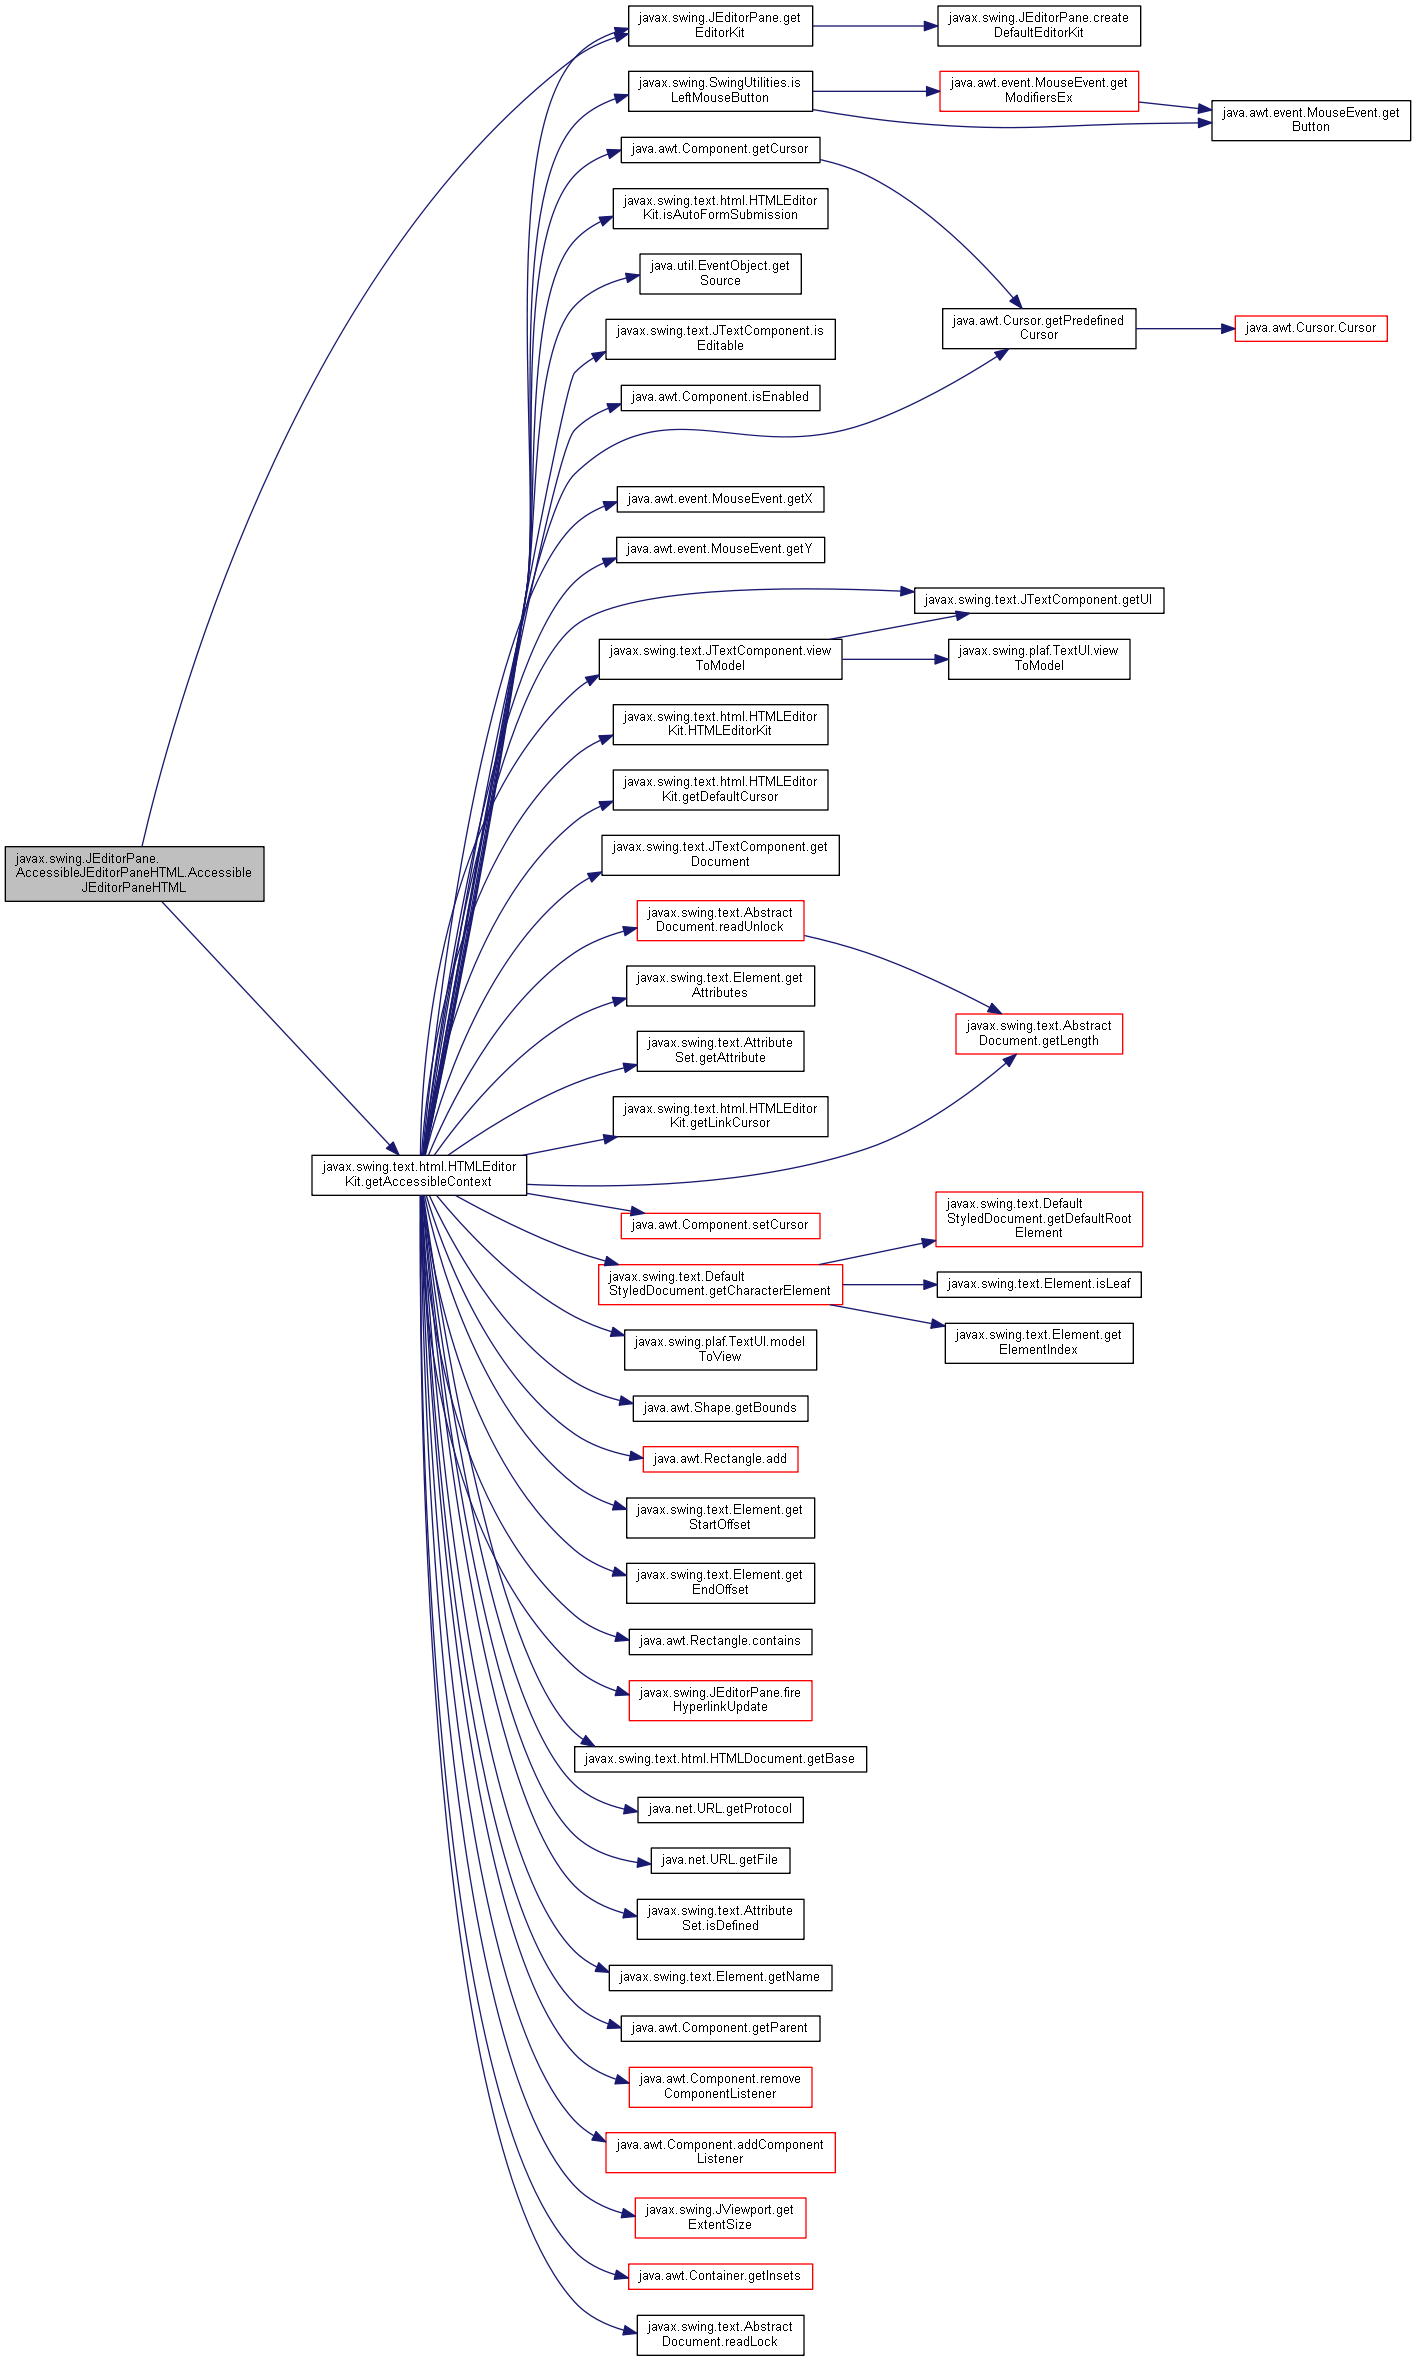 javax.swing.JEditorPane.get
EditorKit
javax.swing.JEditorPane.create
DefaultEditorKit
javax.swing.SwingUtilities.is
LeftMouseButton
java.awt.event.MouseEvent.get
ModifiersEx
java.awt.event.MouseEvent.get
Button
java.awt.Component.getCursor
javax.swing.text.html.HTMLEditor
Kit.isAutoFormSubmission
java.util.EventObject.get
Source
javax.swing.text.JTextComponent.is
Editable
java.awt.Cursor.getPredefined
Cursor
java.awt.Cursor.Cursor
java.awt.Component.isEnabled
java.awt.event.MouseEvent.getX
java.awt.event.MouseEvent.getY
javax.swing.text.JTextComponent.getUI
javax.swing.text.JTextComponent.view
ToModel
javax.swing.plaf.TextUI.view
ToModel
javax.swing.text.html.HTMLEditor
Kit.HTMLEditorKit
javax.swing.text.html.HTMLEditor
Kit.getDefaultCursor
javax.swing.text.JTextComponent.get
Document
javax.swing.JEditorPane.
AccessibleJEditorPaneHTML.Accessible
JEditorPaneHTML
javax.swing.text.Abstract
Document.readUnlock
javax.swing.text.Element.get
Attributes
javax.swing.text.Abstract
Document.getLength
javax.swing.text.Attribute
Set.getAttribute
javax.swing.text.html.HTMLEditor
Kit.getLinkCursor
javax.swing.text.html.HTMLEditor
Kit.getAccessibleContext
java.awt.Component.setCursor
javax.swing.text.Default
StyledDocument.getDefaultRoot
Element
javax.swing.text.Default
StyledDocument.getCharacterElement
javax.swing.text.Element.isLeaf
javax.swing.text.Element.get
ElementIndex
javax.swing.plaf.TextUI.model
ToView
java.awt.Shape.getBounds
java.awt.Rectangle.add
javax.swing.text.Element.get
StartOffset
javax.swing.text.Element.get
EndOffset
java.awt.Rectangle.contains
javax.swing.JEditorPane.fire
HyperlinkUpdate
javax.swing.text.html.HTMLDocument.getBase
java.net.URL.getProtocol
java.net.URL.getFile
javax.swing.text.Attribute
Set.isDefined
javax.swing.text.Element.getName
java.awt.Component.getParent
java.awt.Component.remove
ComponentListener
java.awt.Component.addComponent
Listener
javax.swing.JViewport.get
ExtentSize
java.awt.Container.getInsets
javax.swing.text.Abstract
Document.readLock